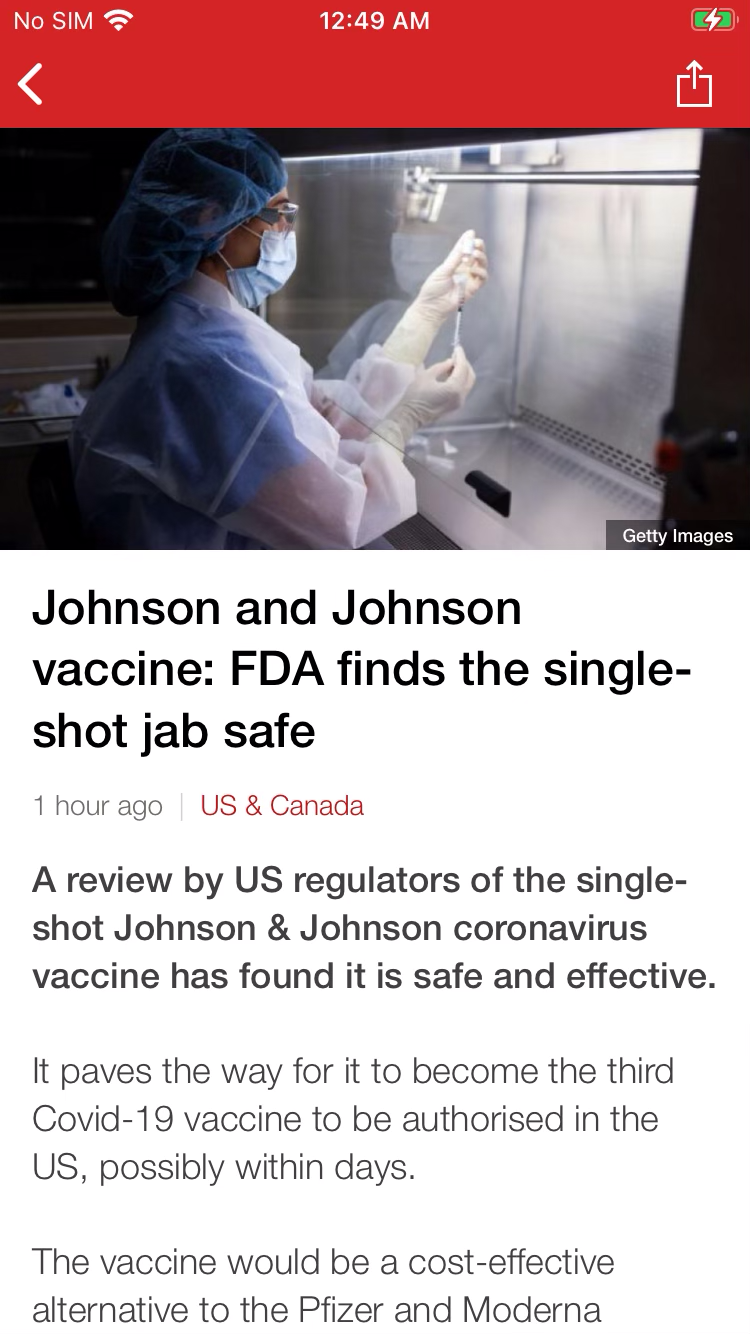 No SIM 12:49 AM
Getty Images
Johnson and Johnson
vaccine: FDA finds the single-
shot jab safe
1 hour ago US & Canada
A review by US regulators of the single-
shot Johnson & Johnson coronavirus
vaccine has found it is safe and effective.
It paves the way for it to become the third
Covid-19 vaccine to be authorised in the
US, possibly within days.
The vaccine would be a cost-effective
alternative to the Pfizer and Moderna